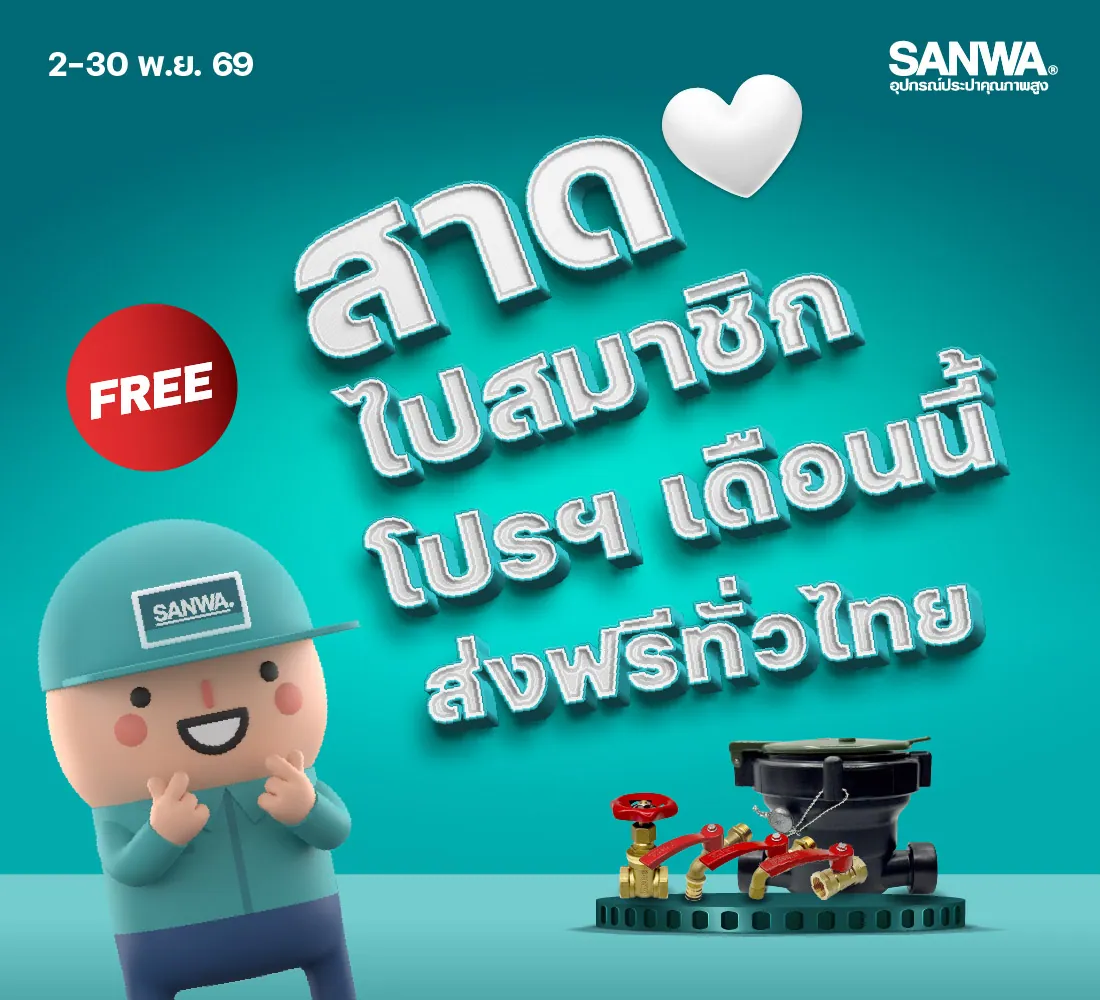 2-30 พ.ย. 69
SANWA®
อุปกรณ์ประปาคุณภาพสูง
สาด
ไปสมาชิก
โปรฯ เดือนนี้
ส่งฟรีทั่วไทย
FREE
SANWA.